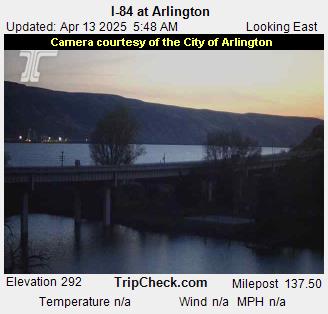 I-84 at Arlington
Updated: Apr 13 2025 5:48 AM Looking East
Camera courtesy of the City of Arlington
Elevation 292 TripCheck.com Milepost 137.50
Temperature n/a Wind n/a MPH n/a